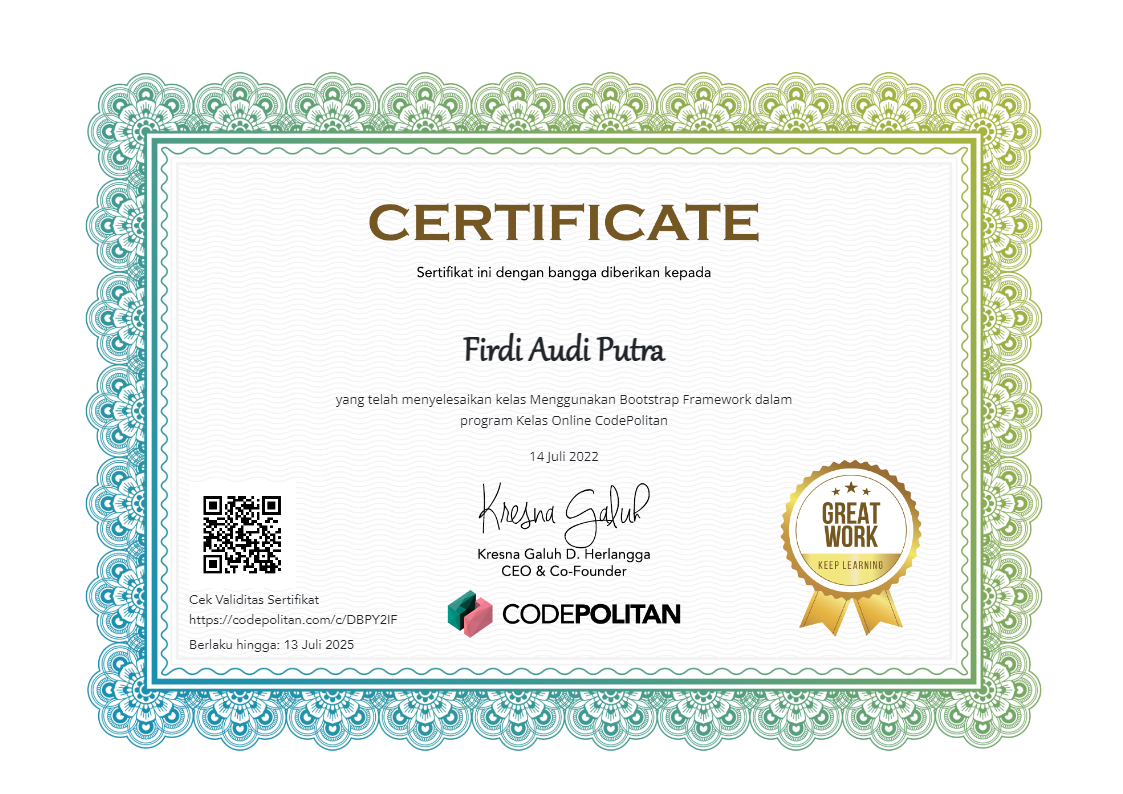 CERTIFICATE
Sertifikat ini dengan bangga diberikan kepada
Firdi Audi Putra
yang telah menyelesaikan kelas Menggunakan Bootstrap Framework dalam
program Kelas Online CodePolitan
14 Juli 2022
Kresna Galuh
Kresna Galuh D. Herlangga
CEO & Co-Founder
CODEPOLITAN
Cek Validitas Sertifikat
https://codepolitan.com/c/DBPY2IF
Berlaku hingga: 13 Juli 2025
GREAT
WORK
KEEP LEARNING